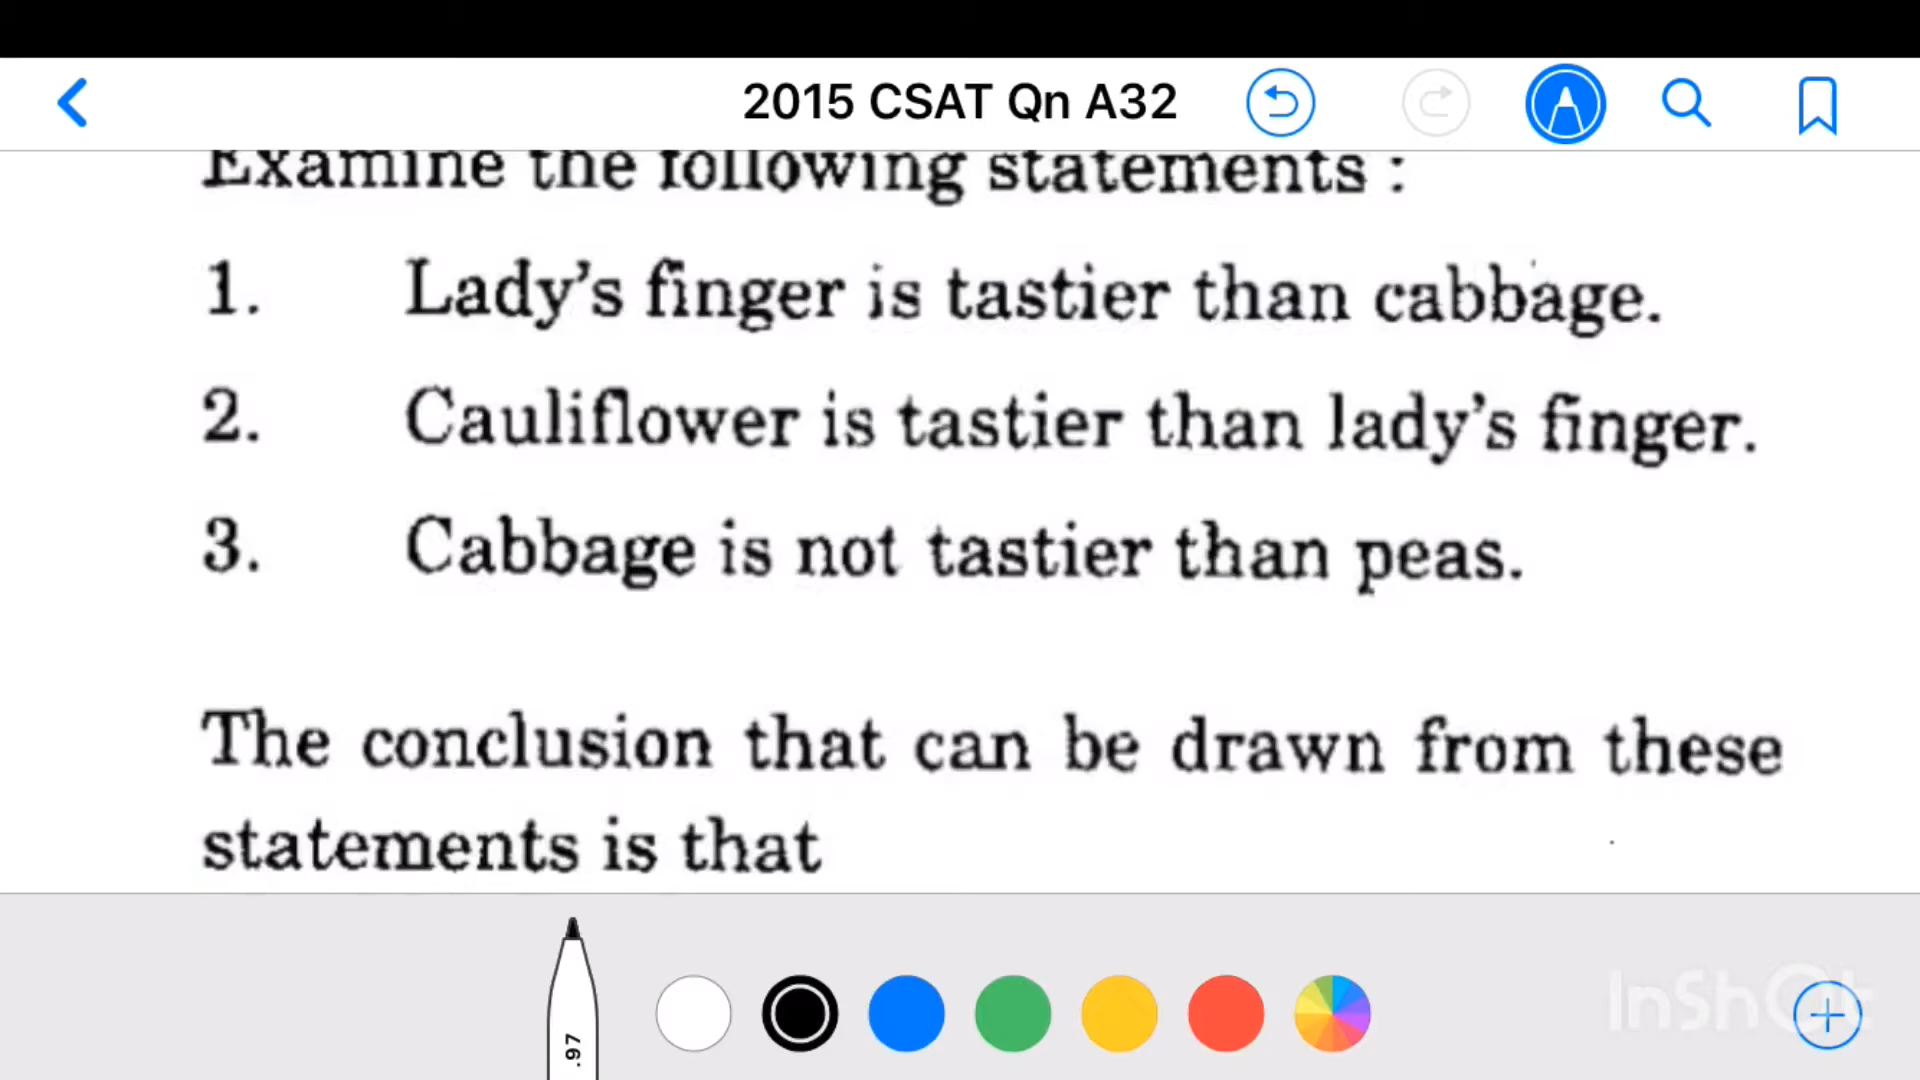 2015 CSAT Qn A32
Examine the following statements :
1. Lady's finger is tastier than cabbage.
2. Cauliflower is tastier than lady's finger.
3. Cabbage is not tastier than peas.
The conclusion that can be drawn from these
statements is that
.97
InShOt